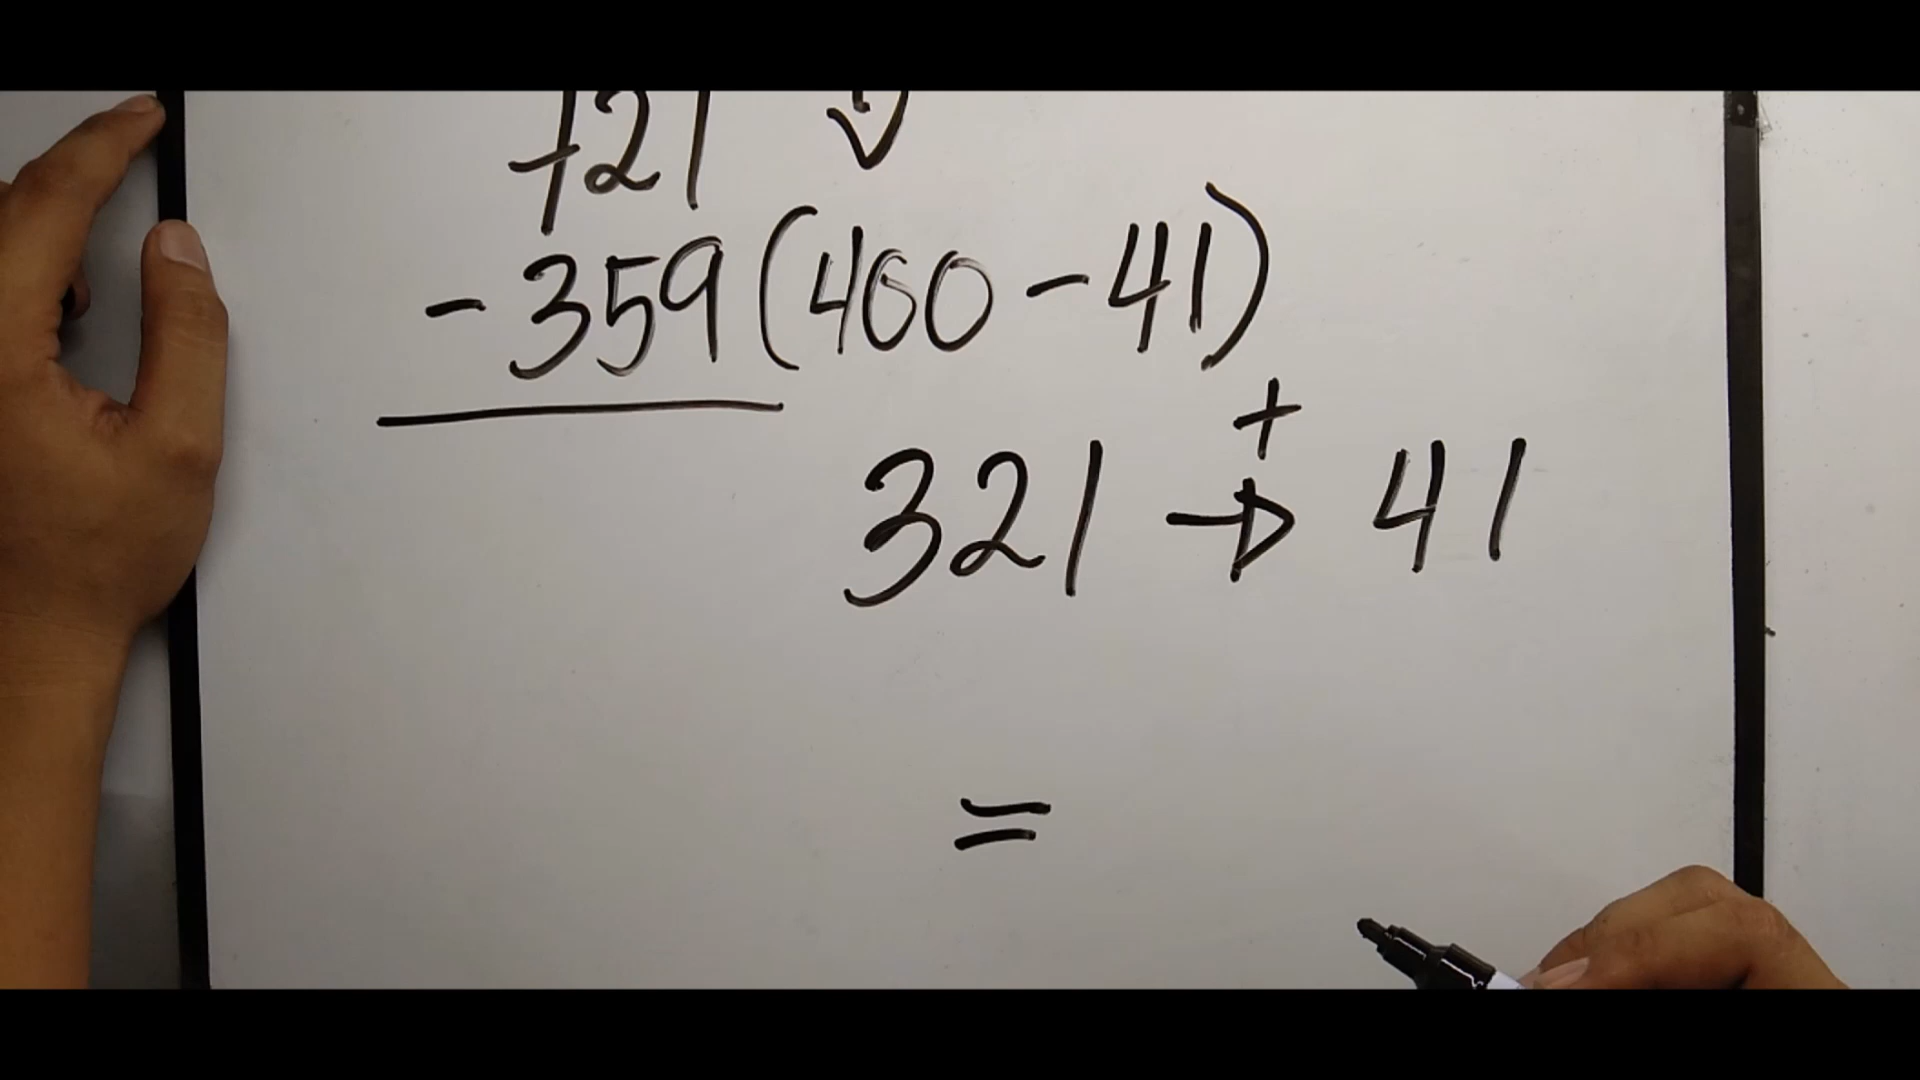 721
-359 (400 - 41)
+
321 → 41
=